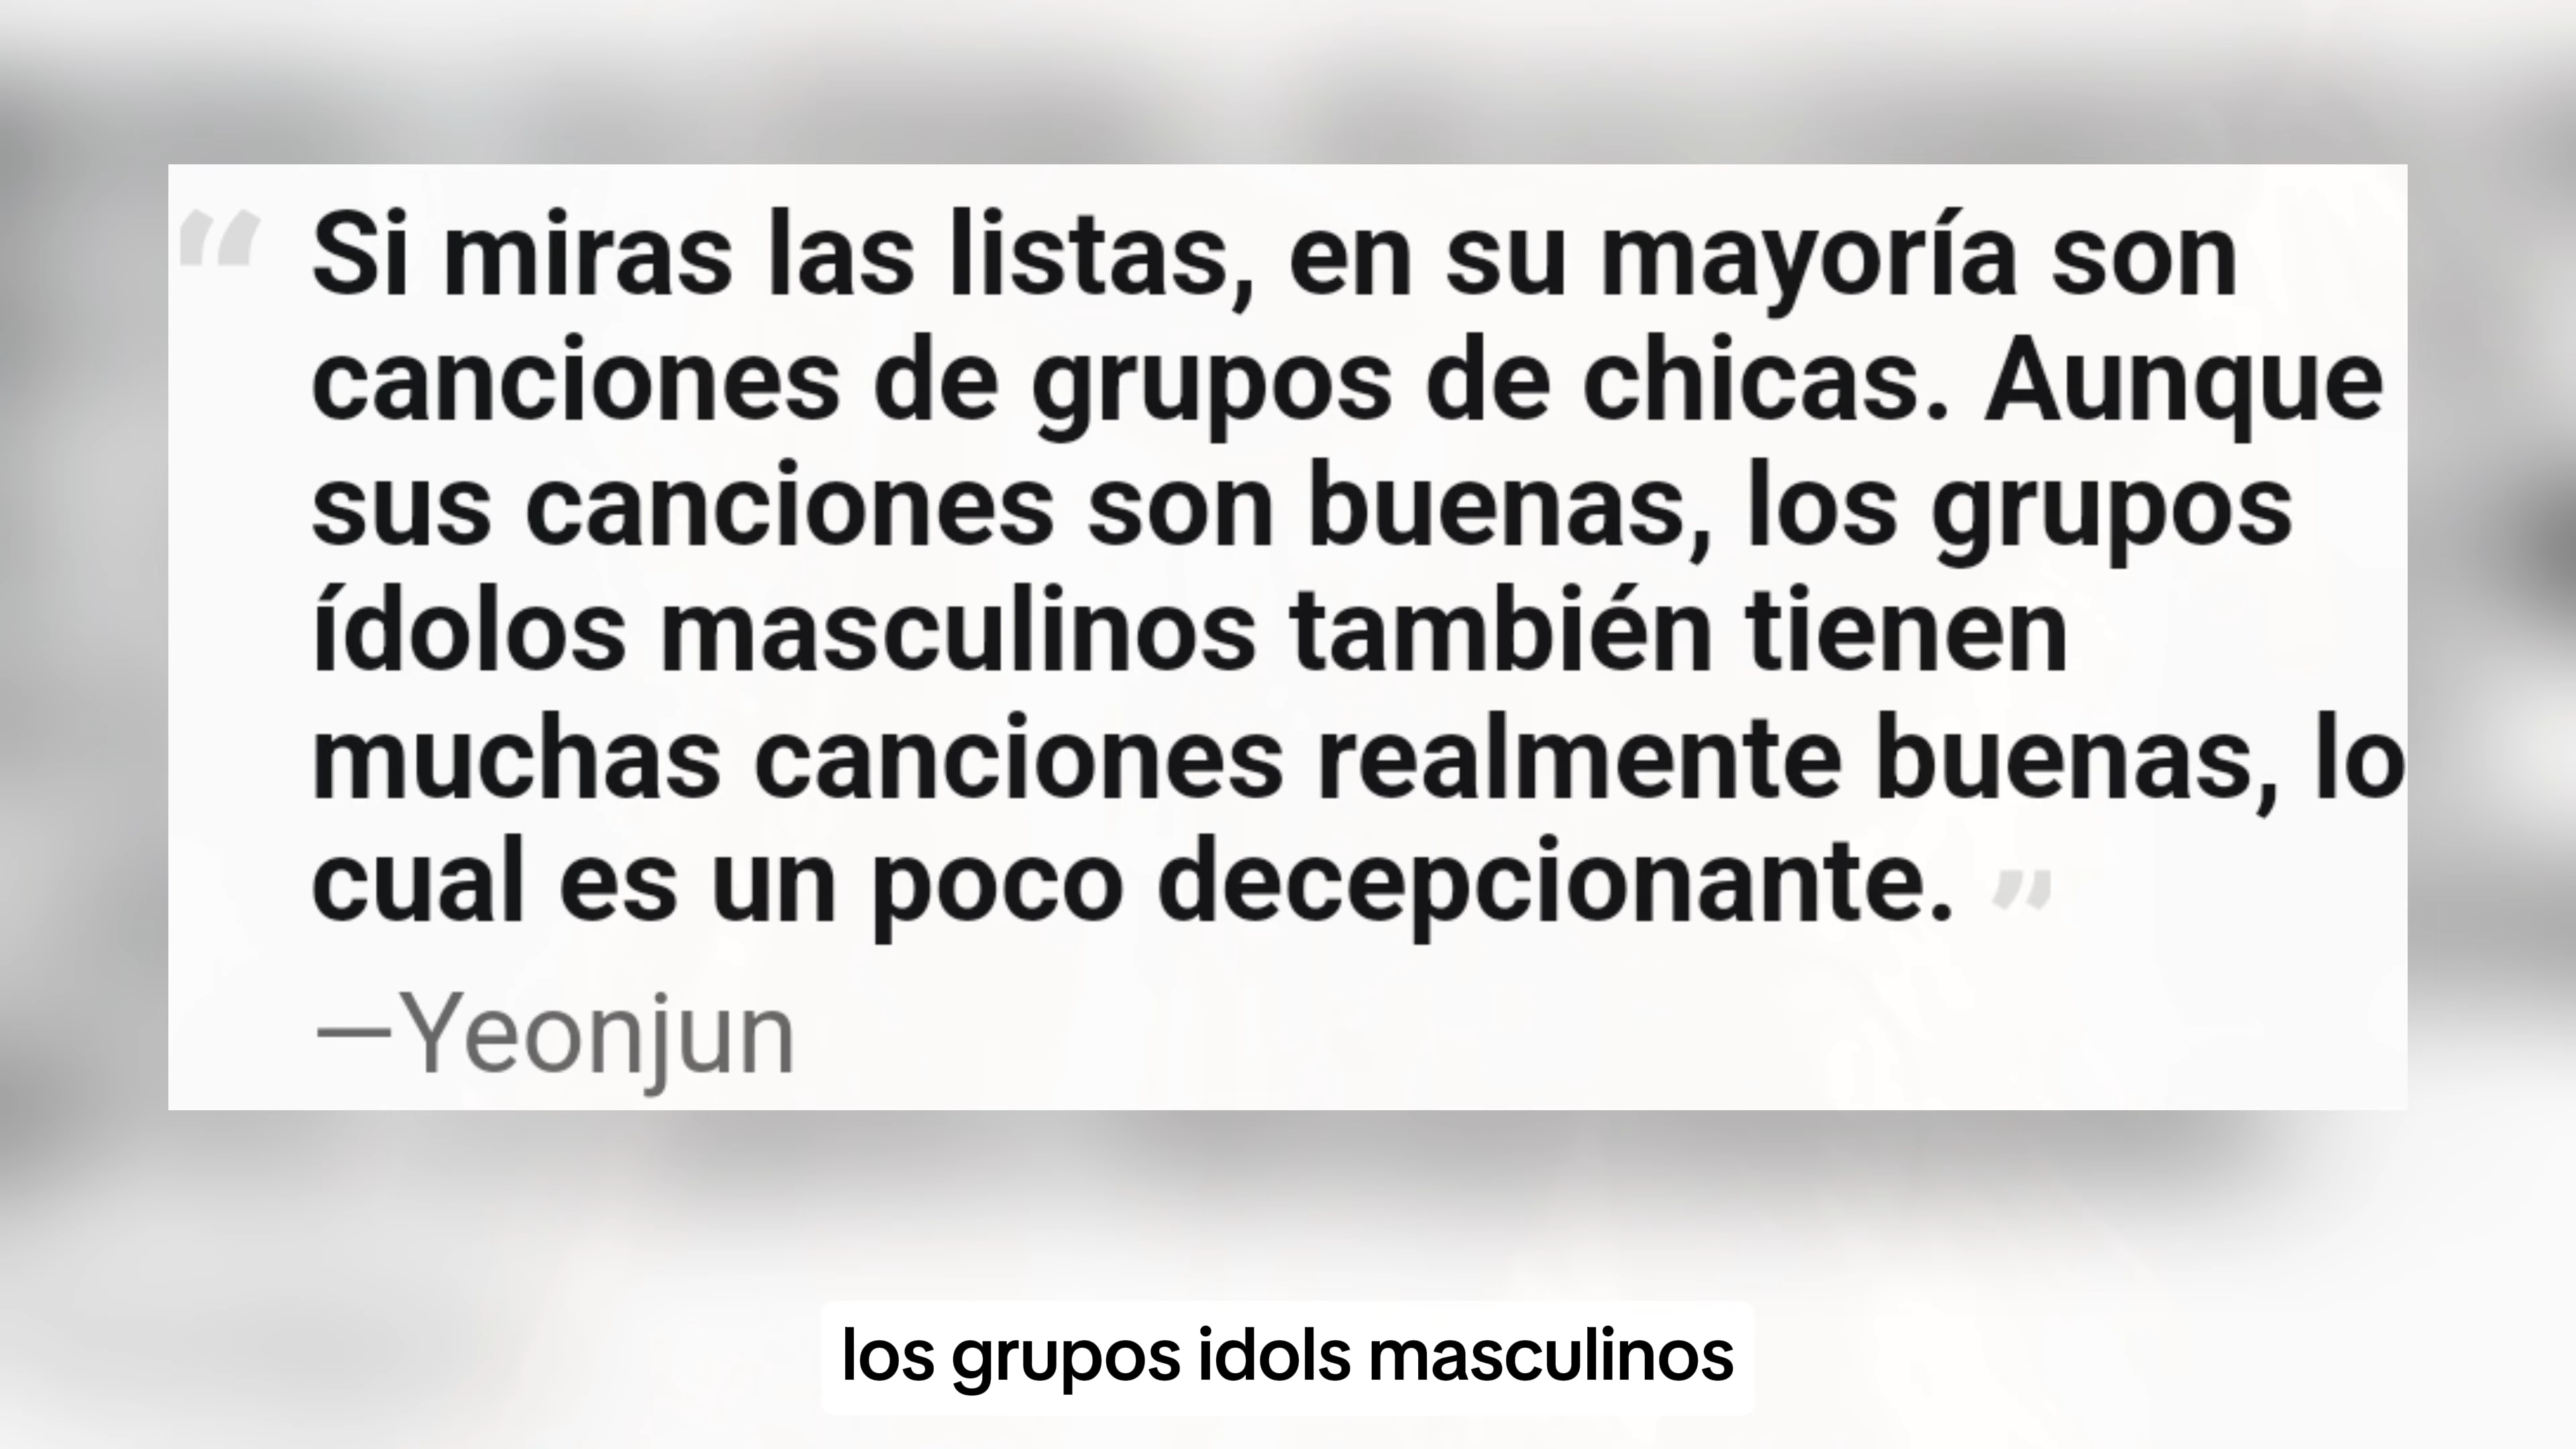 “ Si miras las listas, en su mayoría son
canciones de grupos de chicas. Aunque
sus canciones son buenas, los grupos
ídolos masculinos también tienen
muchas canciones realmente buenas, lo
cual es un poco decepcionante. ”
—Yeonjun
los grupos idols masculinos